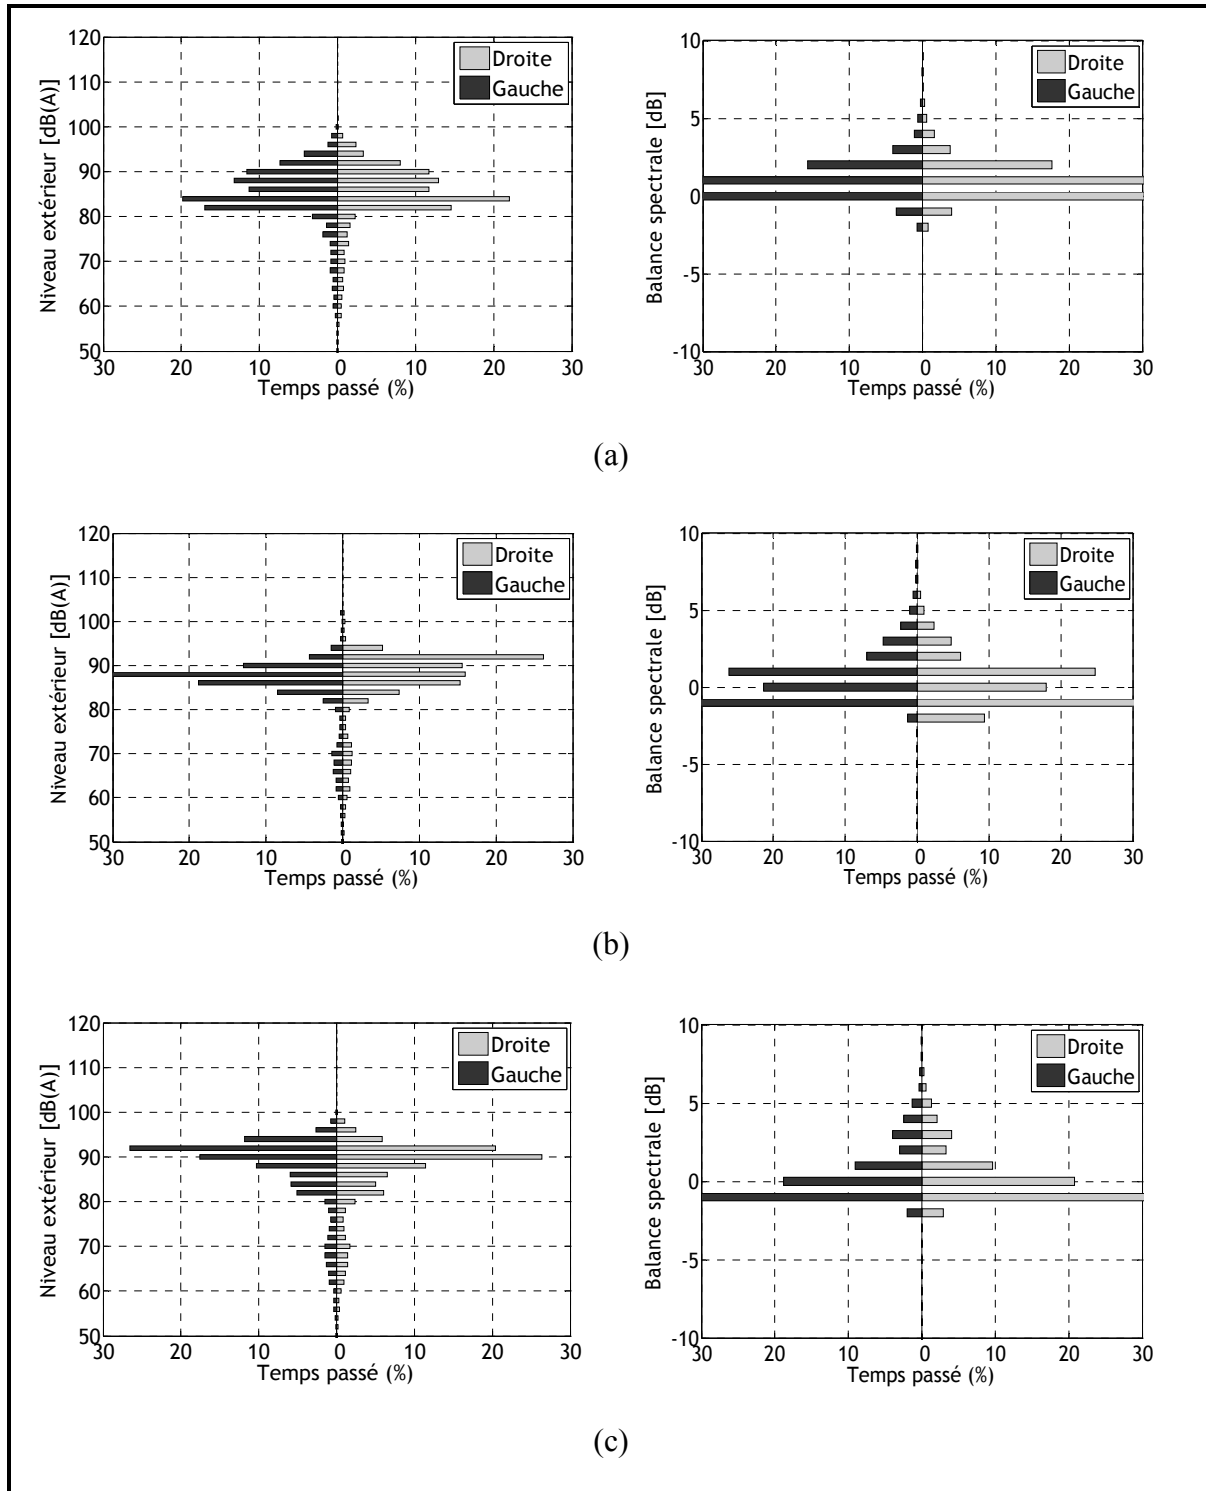 120
110
100
90
80
70
60
50
Niveau extérieur [dB(A)]
Droite
Gauche
30 20 10 0 10 20 30
Temps passé (%)
10
5
0
-5
-10
Balance spectrale [dB]
Droite
Gauche
30 20 10 0 10 20 30
Temps passé (%)
(a)
120
110
100
90
80
70
60
50
Niveau extérieur [dB(A)]
Droite
Gauche
30 20 10 0 10 20 30
Temps passé (%)
10
5
0
-5
-10
Balance spectrale [dB]
Droite
Gauche
30 20 10 0 10 20 30
Temps passé (%)
(b)
120
110
100
90
80
70
60
50
Niveau extérieur [dB(A)]
Droite
Gauche
30 20 10 0 10 20 30
Temps passé (%)
10
5
0
-5
-10
Balance spectrale [dB]
Droite
Gauche
30 20 10 0 10 20 30
Temps passé (%)
(c)